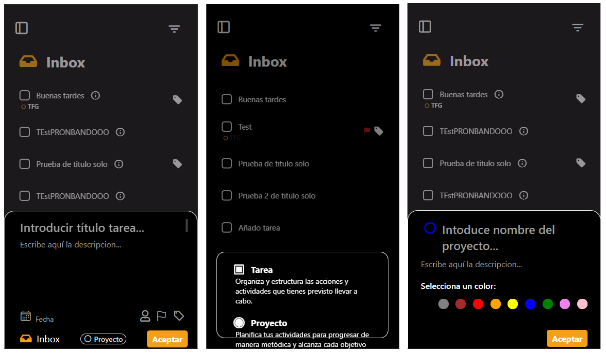 Inbox
Buenas tardes
TFG
TEstPRONBANDOOO
Prueba de titulo solo
TEstPRONBANDOOO
Introducir título tarea...
Escribe aquí la descripcion...
Fecha
Inbox
Proyecto
Aceptar
Inbox
Buenas tardes
Test
TFG
Prueba de titulo solo
Prueba 2 de titulo solo
Añado tarea
Tarea
Organiza y estructura las acciones y
actividades que tienes previsto llevar a
cabo.
Proyecto
Planifica tus actividades para progresar de
manera metódica y alcanza cada objetivo
Inbox
Buenas tardes
TFG
TEstPRONBANDOOO
Prueba de titulo solo
TEstPRONBANDOOO
Intoduce nombre del
proyecto...
Escribe aquí la descripcion...
Selecciona un color:
Aceptar